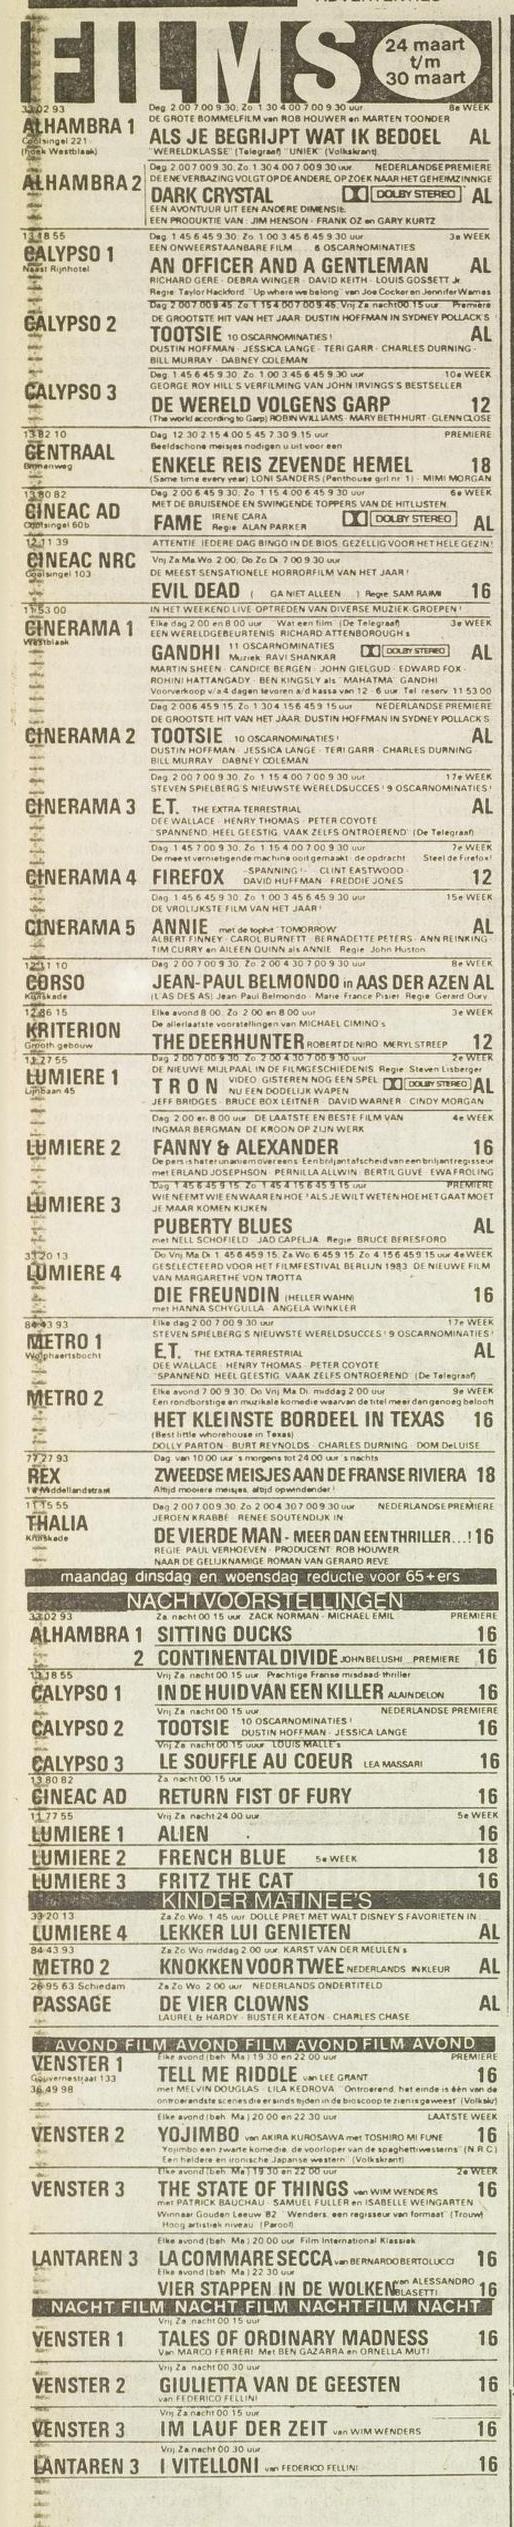 ADVERTENTIES
FILMS
24 maart
t/m
30 maart
33 02 93
Dag. 2.00 7.00 9.30, Zo. 1.30 4.00 7.00 9.30 uur
8e WEEK
ALHAMBRA 1
Coolsingel 221
(hoek Westblaak)
DE GROTE BOMMELFILM van ROB HOUWER en MARTEN TOONDER
ALS JE BEGRIJPT WAT IK BEDOEL AL
"WERELDKLASSE" (Telegraaf) "UNIEK" (Volkskrant)
Dag. 2.00 7.00 9.30, Zo. 1.30 4.00 7.00 9.30 uur NEDERLANDSE PREMIERE
ALHAMBRA 2
DE ENE VERBAZING VOLGT OP DE ANDERE, OP ZOEK NAAR HET GEHEIMZINNIGE
DARK CRYSTAL DOLBY STEREO AL
EEN AVONTUUR UIT EEN ANDERE DIMENSIE.
EEN PRODUKTIE VAN: JIM HENSON - FRANK OZ en GARY KURTZ
13 18 55
Dag. 1.45 6.45 9.30, Zo. 1.00 3.45 6.45 9.30 uur 3e WEEK
CALYPSO 1
Naast Rijnhotel
EEN ONWEERSTAANBARE FILM.... 6 OSCARNOMINATIES
AN OFFICER AND A GENTLEMAN AL
RICHARD GERE - DEBRA WINGER - DAVID KEITH - LOUIS GOSSETT Jr.
Regie: Taylor Hackford. "Up where we belong" van Joe Cocker en Jennifer Warnes
Dag. 2.00 7.00 9.45, Zo. 1.15 4.00 7.00 9.45, Vrij. Za. nacht 00.15 uur Première
CALYPSO 2
DE GROOTSTE HIT VAN HET JAAR: DUSTIN HOFFMAN IN SYDNEY POLLACK'S
TOOTSIE 10 OSCARNOMINATIES! AL
DUSTIN HOFFMAN - JESSICA LANGE - TERI GARR - CHARLES DURNING -
BILL MURRAY - DABNEY COLEMAN
Dag. 1.45 6.45 9.30, Zo. 1.00 3.45 6.45 9.30 uur 10e WEEK
CALYPSO 3
GEORGE ROY HILL'S VERFILMING VAN JOHN IRVINGS'S BESTSELLER
DE WERELD VOLGENS GARP 12
(The world according to Garp) ROBIN WILLIAMS - MARY BETH HURT - GLENN CLOSE
13 82 10
Dag. 12.30 2.15 4.00 5.45 7.30 9.15 uur PREMIERE
CENTRAAL
Binnenweg
Beeldschone meisjes nodigen u uit voor een
ENKELE REIS ZEVENDE HEMEL 18
(Same time every year) LONI SANDERS (Penthouse girl nr. 1) - MIMI MORGAN
13 80 82
Dag. 2.00 6.45 9.30, Zo. 1.15 4.00 6.45 9.30 uur 6e WEEK
CINEAC AD
Coolsingel 60b
MET DE BRUISENDE EN SWINGENDE TOPPERS VAN DE HITLIJSTEN
FAME IRENE CARA
Regie: ALAN PARKER DOLBY STEREO AL
12 11 39
ATTENTIE: IEDERE DAG BINGO IN DE BIOS. GEZELLIG VOOR HET HELE GEZIN!
CINEAC NRC
Coolsingel 103
Vrij. Za. Ma. Wo. 2.00, Do. Zo. Di. 7.00 9.30 uur
DE MEEST SENSATIONELE HORRORFILM VAN HET JAAR!
EVIL DEAD ( GA NIET ALLEEN ) Regie: SAM RAIMI 16
11 53 00
IN HET WEEKEND LIVE OPTREDEN VAN DIVERSE MUZIEK-GROEPEN!
CINERAMA 1
Westblaak
Elke dag 2.00 en 8.00 uur "Wat een film" (De Telegraaf) 3e WEEK
EEN WERELDGEBEURTENIS: RICHARD ATTENBOROUGH's
GANDHI 11 OSCARNOMINATIES
Muziek: RAVI SHANKAR DOLBY STEREO AL
MARTIN SHEEN - CANDICE BERGEN - JOHN GIELGUD - EDWARD FOX -
ROHINI HATTANGADY - BEN KINGSLY als "MAHATMA" GANDHI
Voorverkoop v/a 4 dagen tevoren a/d kassa van 12 - 6 uur. Tel. reserv. 11 53 00
Dag. 2.00 6.45 9.15, Zo. 1.30 4.15 6.45 9.15 uur NEDERLANDSE PREMIERE
DE GROOTSTE HIT VAN HET JAAR: DUSTIN HOFFMAN IN SYDNEY POLLACK'S
CINERAMA 2 TOOTSIE 10 OSCARNOMINATIES! AL
DUSTIN HOFFMAN - JESSICA LANGE - TERI GARR - CHARLES DURNING -
BILL MURRAY - DABNEY COLEMAN
Dag. 2.00 7.00 9.30, Zo. 1.15 4.00 7.00 9.30 uur 17e WEEK
STEVEN SPIELBERG'S NIEUWSTE WERELDSUCCES! 9 OSCARNOMINATIES!
CINERAMA 3 E.T. THE EXTRA-TERRESTRIAL AL
DEE WALLACE - HENRY THOMAS - PETER COYOTE
"SPANNEND, HEEL GEESTIG, VAAK ZELFS ONTROEREND" (De Telegraaf)
Dag. 1.45 7.00 9.30, Zo. 1.15 4.00 7.00 9.30 uur 7e WEEK
De meest vernietigende machine ooit gemaakt: de opdracht: Steel de Firefox!
CINERAMA 4 FIREFOX -SPANNING!- CLINT EASTWOOD -
DAVID HUFFMAN - FREDDIE JONES 12
Dag. 1.45 6.45 9.30, Zo. 1.00 3.45 6.45 9.30 uur 15e WEEK
DE VROLIJKSTE FILM VAN HET JAAR!
CINERAMA 5 ANNIE met de tophit "TOMORROW" AL
ALBERT FINNEY - CAROL BURNETT - BERNADETTE PETERS - ANN REINKING -
TIM CURRY en AILEEN QUINN als ANNIE. Regie: John Huston
12 11 10
Dag. 2.00 7.00 9.30, Zo. 2.00 4.30 7.00 9.30 uur 8e WEEK
CORSO
Kruiskade
JEAN-PAUL BELMONDO in AAS DER AZEN AL
(L'AS DES AS) Jean-Paul Belmondo - Marie-France Pisier. Regie: Gerard Oury
12 86 15
Elke avond 8.00, Zo. 2.00 en 8.00 uur 3e WEEK
KRITERION
Grooth. gebouw
De allerlaatste voorstellingen van MICHAEL CIMINO's
THE DEERHUNTER ROBERT DE NIRO - MERYL STREEP 12
11 27 55
Dag. 2.00 7.00 9.30, Zo. 2.00 4.30 7.00 9.30 uur 2e WEEK
LUMIERE 1
Lijnbaan 45
DE NIEUWE MIJLPAAL IN DE FILMGESCHIEDENIS. Regie: Steven Lisberger
TRON VIDEO: GISTEREN NOG EEN SPEL
NU EEN DODELIJK WAPEN DOLBY STEREO AL
JEFF BRIDGES - BRUCE BOX LEITNER - DAVID WARNER - CINDY MORGAN
Dag. 2.00 en 8.00 uur DE LAATSTE EN BESTE FILM VAN 4e WEEK
INGMAR BERGMAN: DE KROON OP ZIJN WERK
LUMIERE 2 FANNY & ALEXANDER 16
De pers is hater unaniem over eens. Een briljant afscheid van een briljant regisseur
met ERLAND JOSEPHSON - PERNILLA ALLWIN - BERTIL GUVÉ - EWA FRÖLING
Dag. 1.45 6.45 9.15, Zo. 1.45 4.15 6.45 9.15 uur PREMIERE
LUMIERE 3
WIE NEEMT WIE EN WAAR EN HOE? ALS JE WILT WETEN HOE HET GAAT MOET
JE MAAR KOMEN KIJKEN
PUBERTY BLUES AL
met NELL SCHOFIELD - JAD CAPELJA. Regie: BRUCE BERESFORD
33 20 13
Do. Vrij. Ma. Di. 1.45 6.45 9.15, Za. Wo. 6.45 9.15, Zo. 4.15 6.45 9.15 uur 4e WEEK
LUMIERE 4
GESELECTEERD VOOR HET FILMFESTIVAL BERLIJN 1983. DE NIEUWE FILM
VAN MARGARETHE VON TROTTA
DIE FREUNDIN (HELLER WAHN) 16
met HANNA SCHYGULLA - ANGELA WINKLER
84 43 93
Elke dag 2.00 7.00 9.30 uur 17e WEEK
METRO 1
Wolphaertsbocht
STEVEN SPIELBERG'S NIEUWSTE WERELDSUCCES! 9 OSCARNOMINATIES!
E.T. THE EXTRA-TERRESTRIAL AL
DEE WALLACE - HENRY THOMAS - PETER COYOTE
"SPANNEND, HEEL GEESTIG, VAAK ZELFS ONTROEREND" (De Telegraaf)
METRO 2
Elke avond 7.00 9.30, Do. Vrij. Ma. Di. middag 2.00 uur 9e WEEK
Een rondborstige en muzikale komedie waarvan de titel meer dan genoeg belooft
HET KLEINSTE BORDEEL IN TEXAS 16
(Best little whorehouse in Texas)
DOLLY PARTON - BURT REYNOLDS - CHARLES DURNING - DOM DeLUISE
77 27 93
Dag. van 10.00 uur 's morgens tot 24.00 uur 's nachts
REX
1e Middellandstraat
ZWEEDSE MEISJES AAN DE FRANSE RIVIERA 18
Altijd mooiere meisjes, altijd opwindender!
11 15 55
Dag. 2.00 7.00 9.30, Zo. 2.00 4.30 7.00 9.30 uur NEDERLANDSE PREMIERE
THALIA
Kruiskade
JEROEN KRABBÉ - RENEE SOUTENDIJK IN
DE VIERDE MAN - MEER DAN EEN THRILLER...! 16
REGIE: PAUL VERHOEVEN - PRODUCENT: ROB HOUWER
NAAR DE GELIJKNAMIGE ROMAN VAN GERARD REVE
maandag dinsdag en woensdag reductie voor 65+ers
NACHTVOORSTELLINGEN
33 02 93
Za. nacht 00.15 uur ZACK NORMAN - MICHAEL EMIL PREMIERE
ALHAMBRA 1 SITTING DUCKS 16
2 CONTINENTAL DIVIDE JOHN BELUSHI PREMIERE 16
13 18 55
Vrij. Za. nacht 00.15 uur Prachtige Franse misdaad-thriller
CALYPSO 1 IN DE HUID VAN EEN KILLER ALAIN DELON 16
Vrij. Za. nacht 00.15 uur NEDERLANDSE PREMIERE
CALYPSO 2 TOOTSIE 10 OSCARNOMINATIES!
DUSTIN HOFFMAN - JESSICA LANGE 16
Vrij. Za. nacht 00.15 uur LOUIS MALLE's
CALYPSO 3 LE SOUFFLE AU COEUR LEA MASSARI 16
13 80 82
Za. nacht 00.15 uur
CINEAC AD RETURN FIST OF FURY 16
11 77 55
Vrij. Za. nacht 24.00 uur 5e WEEK
LUMIERE 1 ALIEN 16
LUMIERE 2 FRENCH BLUE 5e WEEK 18
LUMIERE 3 FRITZ THE CAT 16
KINDER MATINEE'S
33 20 13
Za. Zo. Wo. 1.45 uur DOLLE PRET MET WALT DISNEY'S FAVORIETEN IN
LUMIERE 4 LEKKER LUI GENIETEN AL
84 43 93
Za. Zo. Wo. middag 2.00 uur KARST VAN DER MEULEN's
METRO 2 KNOKKEN VOOR TWEE NEDERLANDS IN KLEUR AL
26 95 63 Schiedam
Za. Zo. Wo. 2.00 uur NEDERLANDS ONDERTITELD
PASSAGE DE VIER CLOWNS AL
LAUREL & HARDY - BUSTER KEATON - CHARLES CHASE
AVOND FILM AVOND FILM AVOND FILM AVOND
Elke avond (beh. Ma.) 19.30 en 22.00 uur PREMIERE
VENSTER 1
Gouvernestraat 133
36 49 98
TELL ME RIDDLE van LEE GRANT 16
met MELVIN DOUGLAS - LILA KEDROVA. "Ontroerend, het einde is één van de
ontroerendste scenes die er sinds tijden in de bioscoop te zien is geweest" (Volkskr)
Elke avond (beh. Ma.) 20.00 en 22.30 uur LAATSTE WEEK
VENSTER 2 YOJIMBO van AKIRA KUROSAWA met TOSHIRO MIFUNE 16
"Yojimbo een zwarte komedie, de voorloper van de spaghettiwesterns" (N.R.C.)
"Een heldere en ironische Japanse western" (Volkskrant)
Elke avond (beh. Ma.) 19.30 en 22.00 uur 2e WEEK
VENSTER 3 THE STATE OF THINGS van WIM WENDERS 16
met PATRICK BAUCHAU - SAMUEL FULLER en ISABELLE WEINGARTEN
Winnaar Gouden Leeuw '82. "Wenders, een regisseur van formaat" (Trouw)
"Hoog artistiek niveau" (Parool)
Elke avond (beh. Ma.) 20.00 uur Film International Klassiek
LANTAREN 3 LA COMMARE SECCA van BERNARDO BERTOLUCCI 16
Elke avond (beh. Ma.) 22.30
VIER STAPPEN IN DE WOLKEN van ALESSANDRO BLASETTI 16
NACHT FILM NACHT FILM NACHT FILM NACHT
Vrij. Za. nacht 00.15 uur
VENSTER 1 TALES OF ORDINARY MADNESS 16
Van MARCO FERRERI. Met BEN GAZARRA en ORNELLA MUTI
Vrij. Za. nacht 00.30 uur
VENSTER 2 GIULIETTA VAN DE GEESTEN 16
van FEDERICO FELLINI
Vrij. Za. nacht 00.15 uur
VENSTER 3 IM LAUF DER ZEIT van WIM WENDERS 16
Vrij. Za. nacht 00.30 uur
LANTAREN 3 I VITELLONI van FEDERICO FELLINI 16